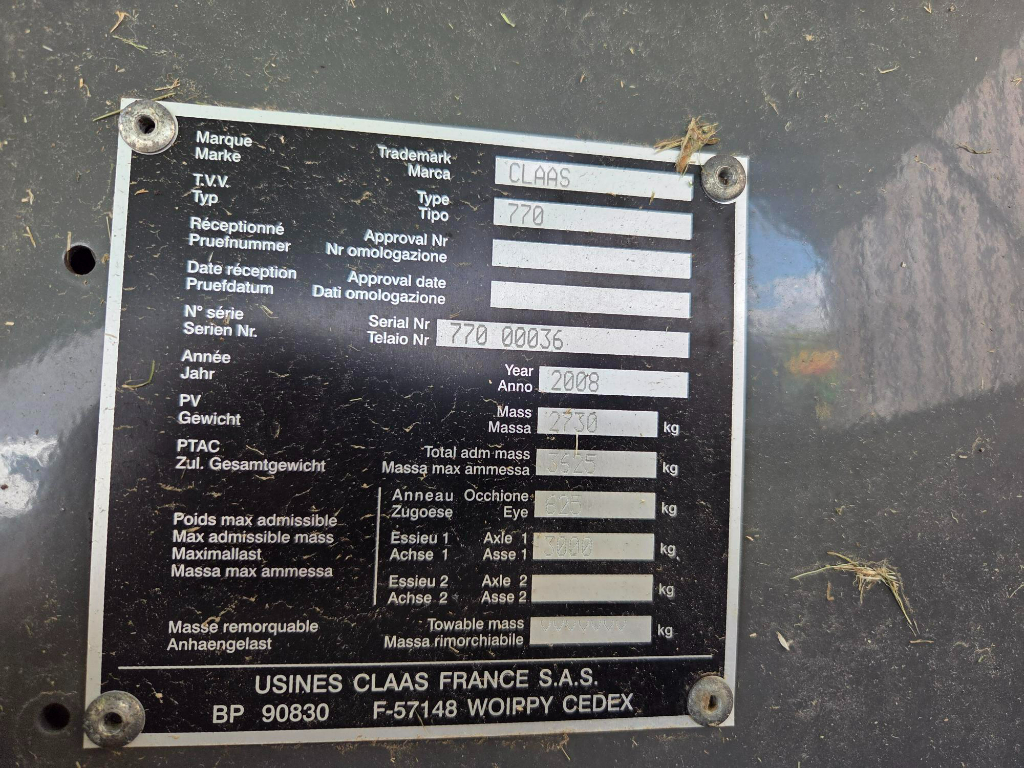 Marque Trademark CLAAS
Marke Marca
T.V.V. Type 770
Typ Tipo
Réceptionné Approval Nr
Pruefnummer Nr omologazione
Date réception Approval date
Pruefdatum Dati omologazione
N° série Serial Nr 770 00036
Serien Nr. Telaio Nr
Année Year 2008
Jahr Anno
PV Mass 2730 kg
Gewicht Massa
PTAC Total adm mass 3625 kg
Zul. Gesamtgewicht Massa max ammessa
Poids max admissible
Max admissible mass
Maximallast
Massa max ammessa
Anneau Occhione 625 kg
Zugoese Eye
Essieu 1 Axle 1 3000 kg
Achse 1 Asse 1
Essieu 2 Axle 2 kg
Achse 2 Asse 2
Masse remorquable Towable mass kg
Anhaengelast Massa rimorchiabile
USINES CLAAS FRANCE S.A.S.
BP 90830 F-57148 WOIPPY CEDEX